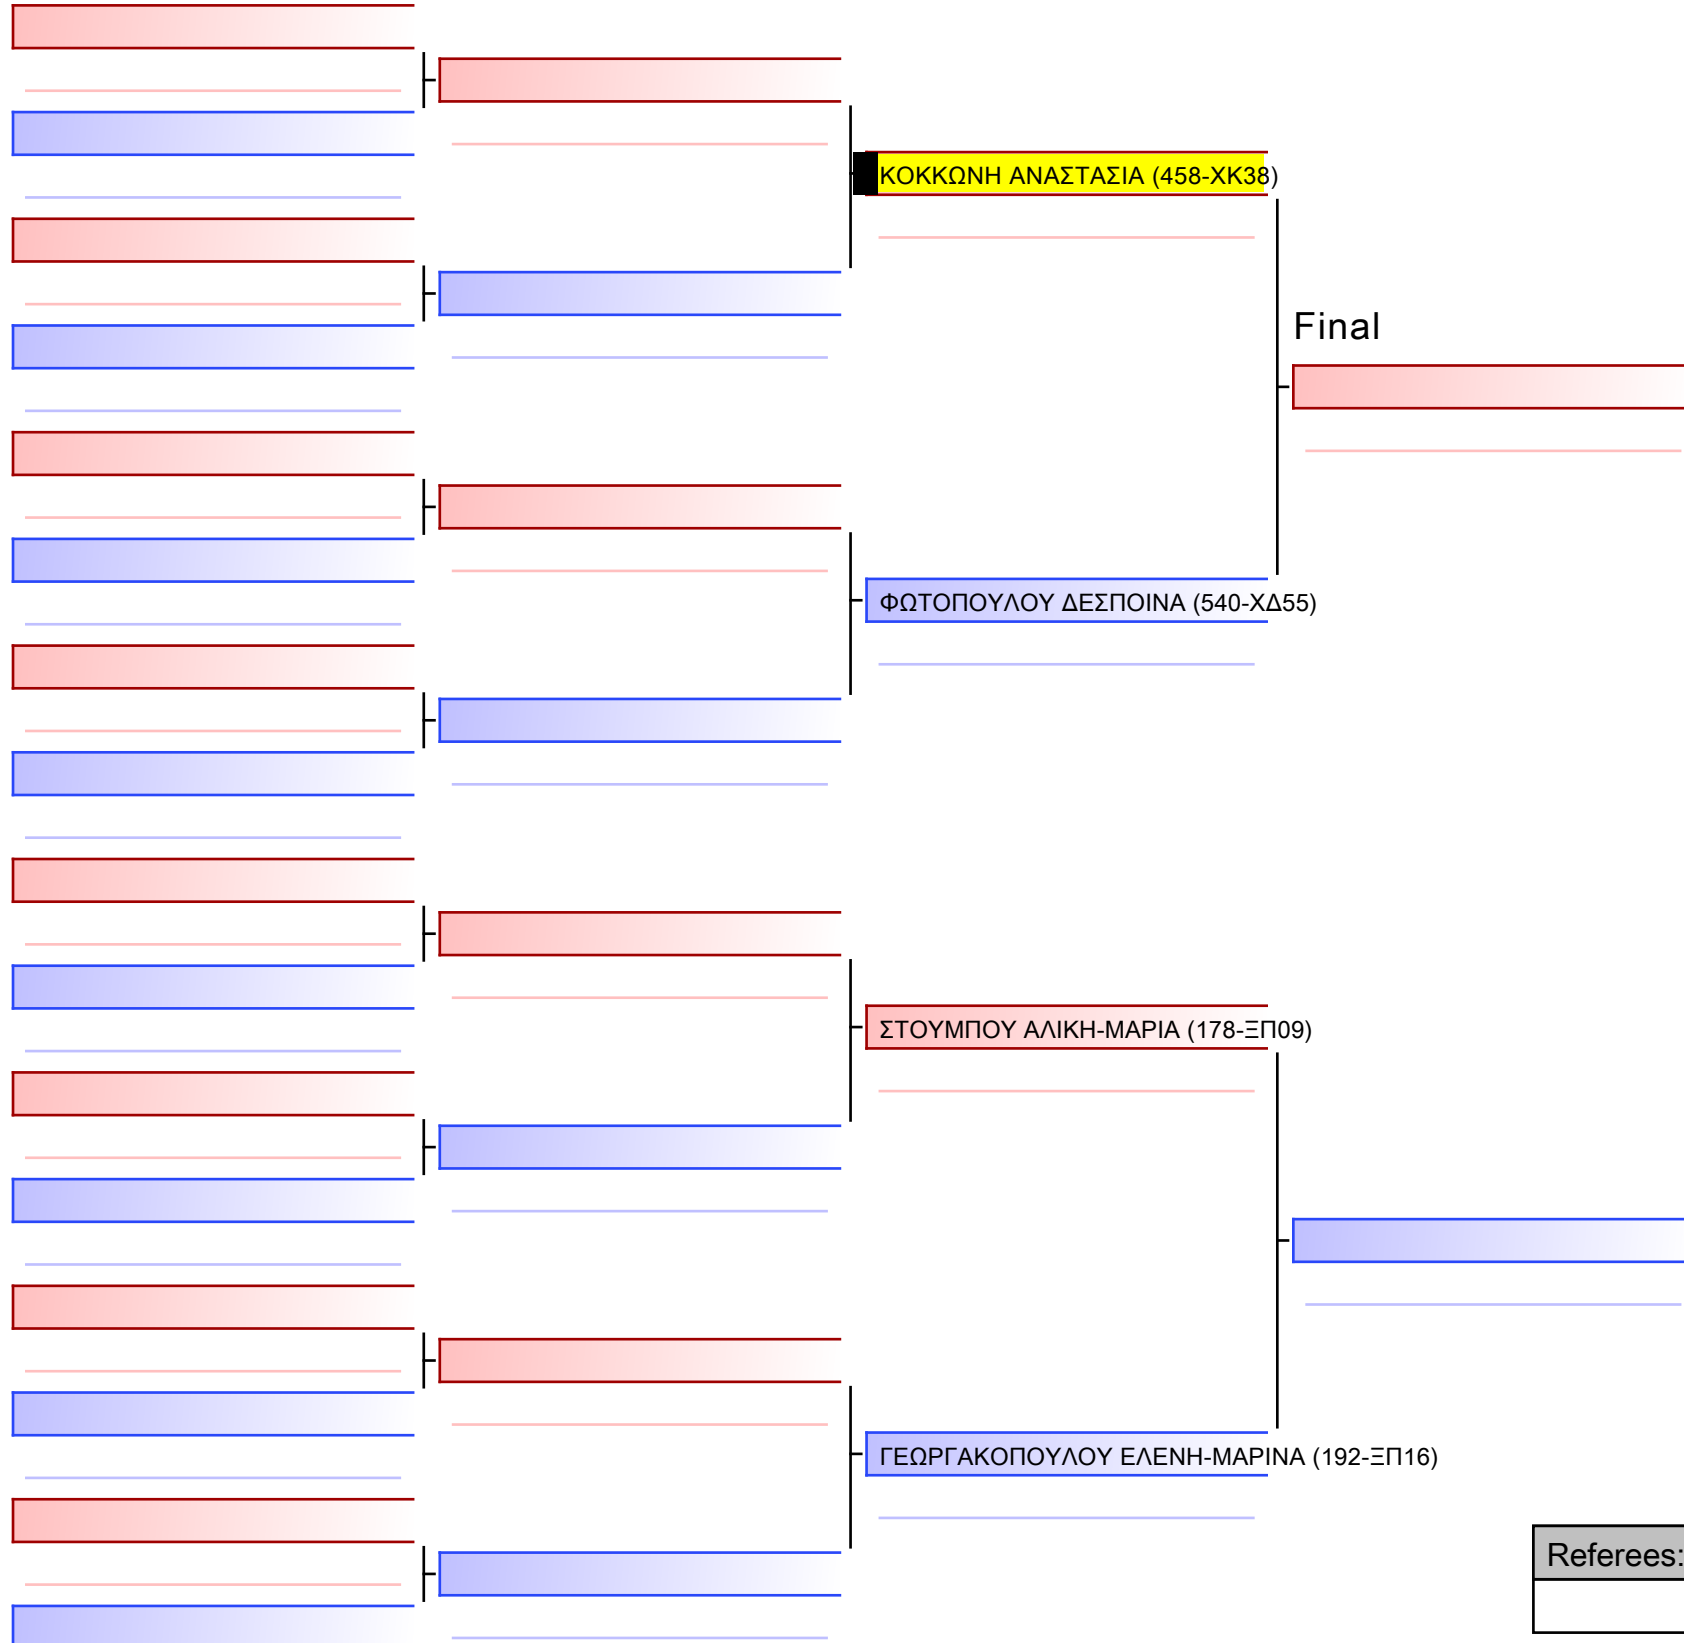 ΚΟΚΚΩΝΗ ΑΝΑΣΤΑΣΙΑ (458-ΧΚ38)
Final
ΦΩΤΟΠΟΥΛΟΥ ΔΕΣΠΟΙΝΑ (540-ΧΔ55)
ΣΤΟΥΜΠΟΥ ΑΛΙΚΗ-ΜΑΡΙΑ (178-ΞΠ09)
ΓΕΩΡΓΑΚΟΠΟΥΛΟΥ ΕΛΕΝΗ-ΜΑΡΙΝΑ (192-ΞΠ16)
Referees: